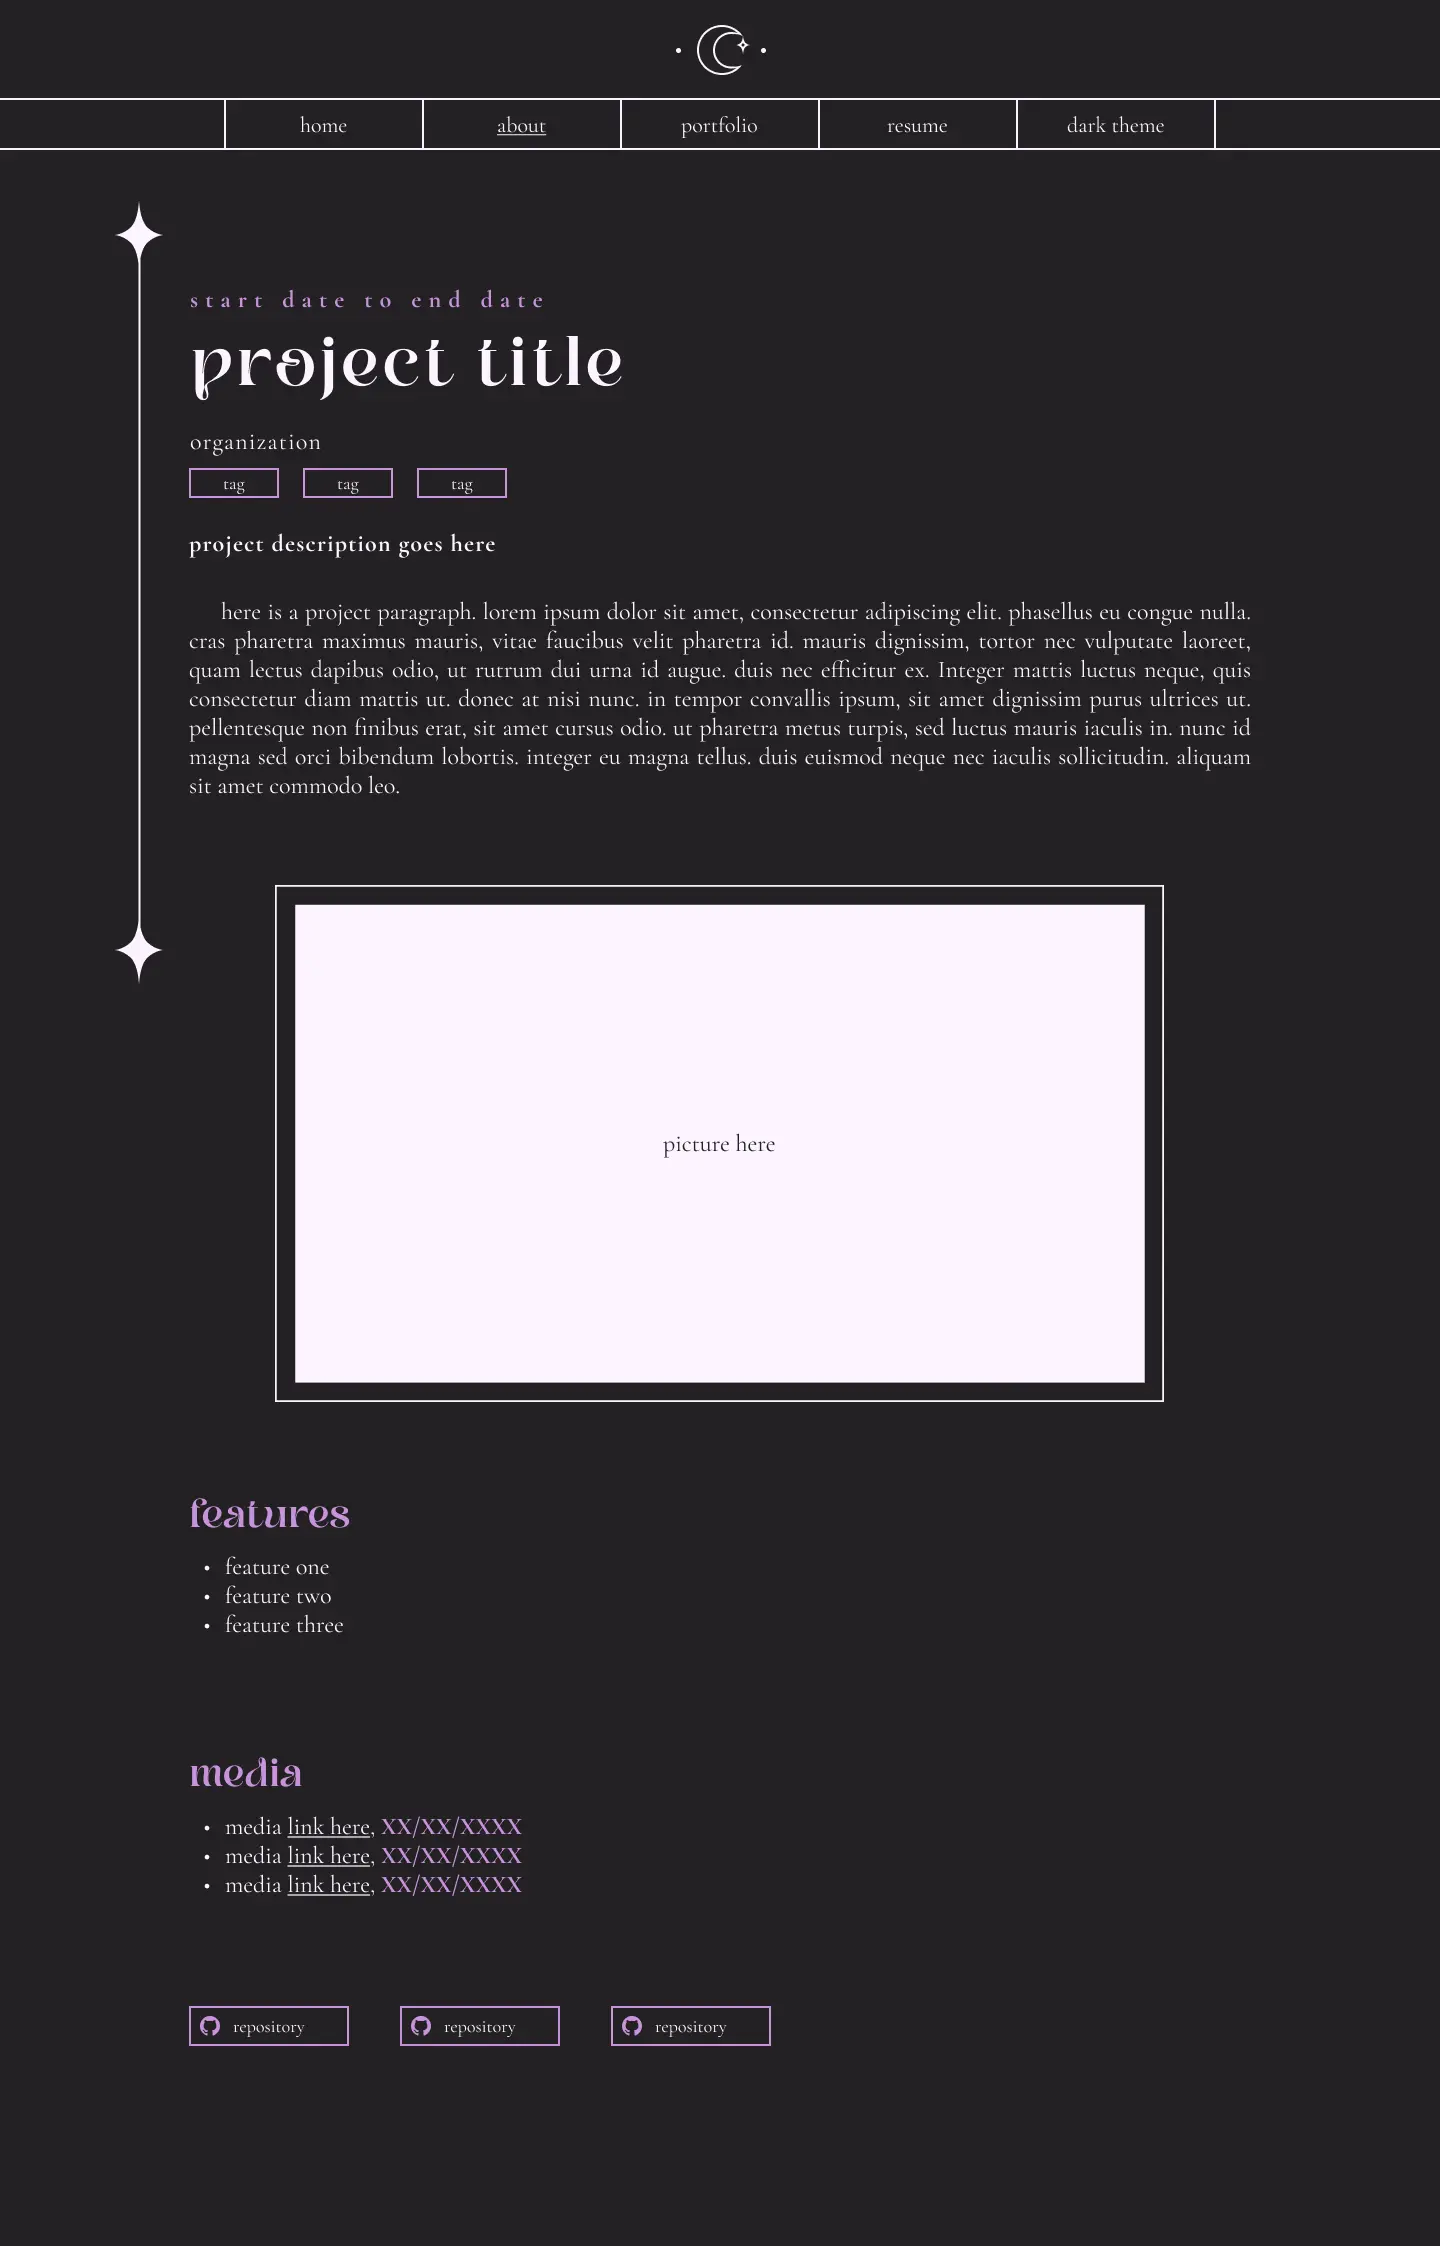 home about portfolio resume dark theme
start date to end date
project title
organization
tag tag tag
project description goes here
here is a project paragraph. lorem ipsum dolor sit amet, consectetur adipiscing elit. phasellus eu congue nulla.
cras pharetra maximus mauris, vitae faucibus velit pharetra id. mauris dignissim, tortor nec vulputate laoreet,
quam lectus dapibus odio, ut rutrum dui urna id augue. duis nec efficitur ex. Integer mattis luctus neque, quis
consectetur diam mattis ut. donec at nisi nunc. in tempor convallis ipsum, sit amet dignissim purus ultrices ut.
pellentesque non finibus erat, sit amet cursus odio. ut pharetra metus turpis, sed luctus mauris iaculis in. nunc id
magna sed orci bibendum lobortis. integer eu magna tellus. duis euismod neque nec iaculis sollicitudin. aliquam
sit amet commodo leo.
picture here
features
• feature one
• feature two
• feature three
media
• media link here, XX/XX/XXXX
• media link here, XX/XX/XXXX
• media link here, XX/XX/XXXX
repository repository repository